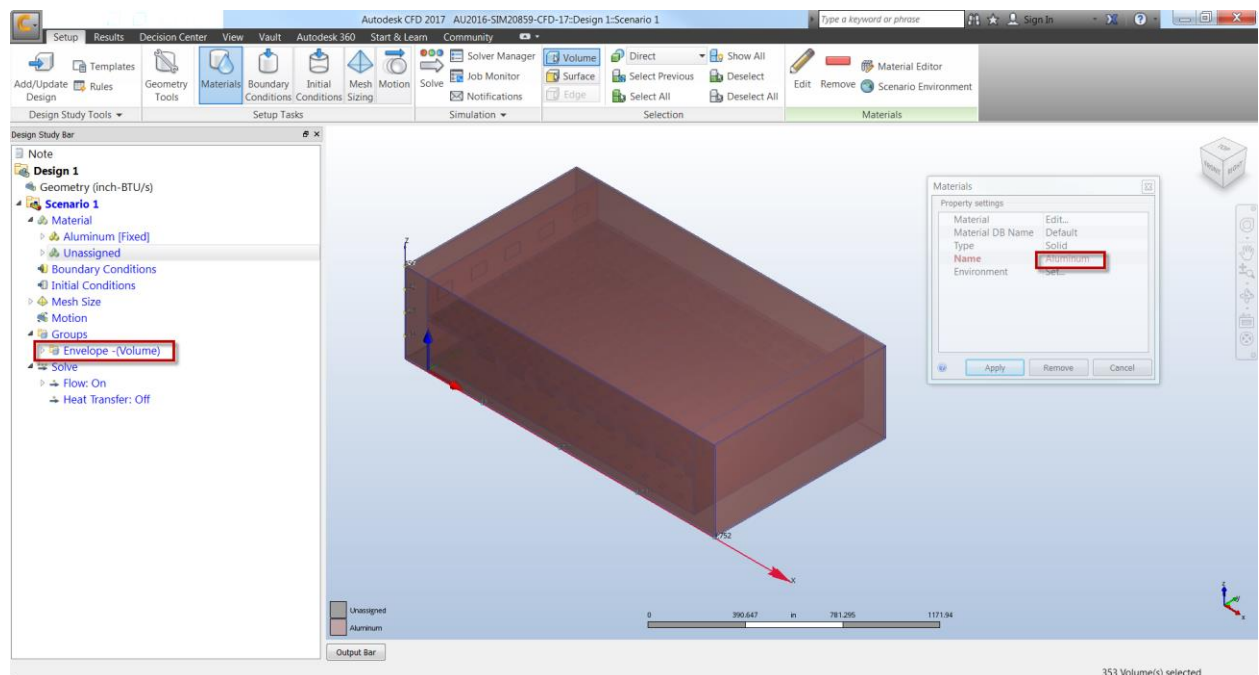 Autodesk CFD 2017 AU2016-SIM20859-CFD-17::Design 1::Scenario 1
Type a keyword or phrase
Sign In
Setup Results Decision Center View Vault Autodesk 360 Start & Learn Community
Add/Update Design
Templates
Rules
Geometry Tools
Materials
Boundary Conditions
Initial Conditions
Mesh Sizing
Motion
Solve
Solver Manager
Job Monitor
Notifications
Volume
Surface
Edge
Direct
Select Previous
Select All
Show All
Deselect
Deselect All
Edit
Remove
Material Editor
Scenario Environment
Design Study Tools
Setup Tasks
Simulation
Selection
Materials
Design Study Bar
Note
Design 1
Geometry (inch-BTU/s)
Scenario 1
Material
Aluminum [Fixed]
Unassigned
Boundary Conditions
Initial Conditions
Mesh Size
Motion
Groups
Envelope -(Volume)
Solve
Flow: On
Heat Transfer: Off
TOP
FRONT
RIGHT
Materials
Property settings
Material Edit...
Material DB Name Default
Type Solid
Name Aluminum
Environment Set...
Apply Remove Cancel
Z
X
752
Unassigned
Aluminum
0 390.647 in 781.295 1171.94
Z
y
x
Output Bar
353 Volume(s) selected